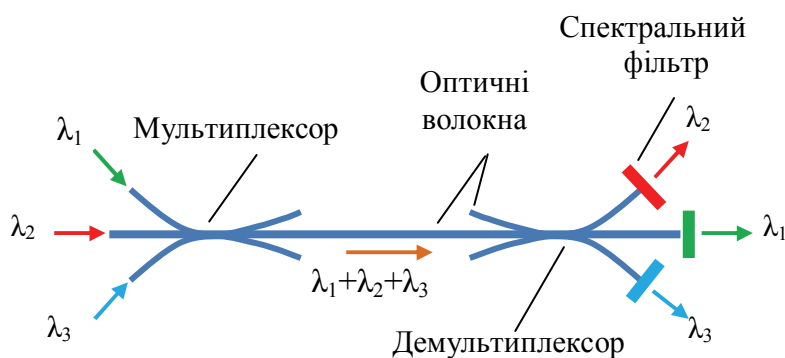 Спектральний
фільтр
Оптичні
волокна
Мультиплексор
λ1
λ2
λ2
λ1
λ1+λ2+λ3
λ3
λ3
Демультиплексор